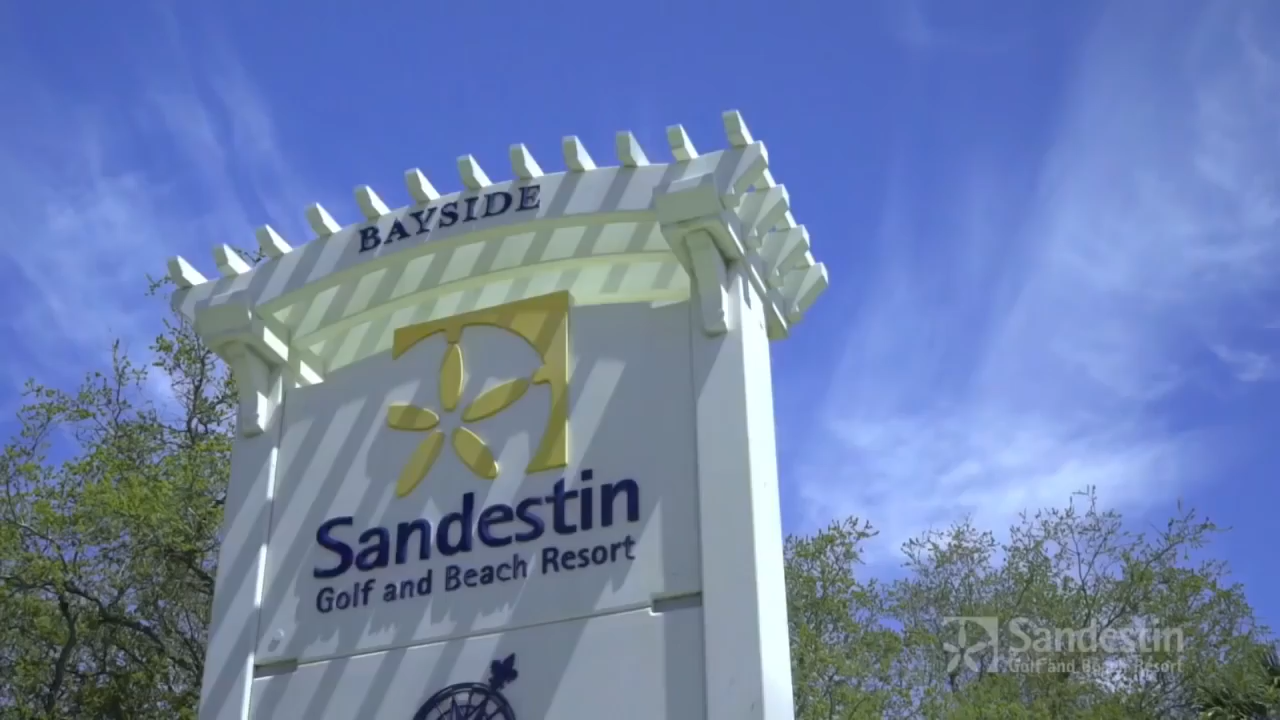 BAYSIDE
Sandestin
Golf and Beach Resort
Sandestin
Golf and Beach Resort